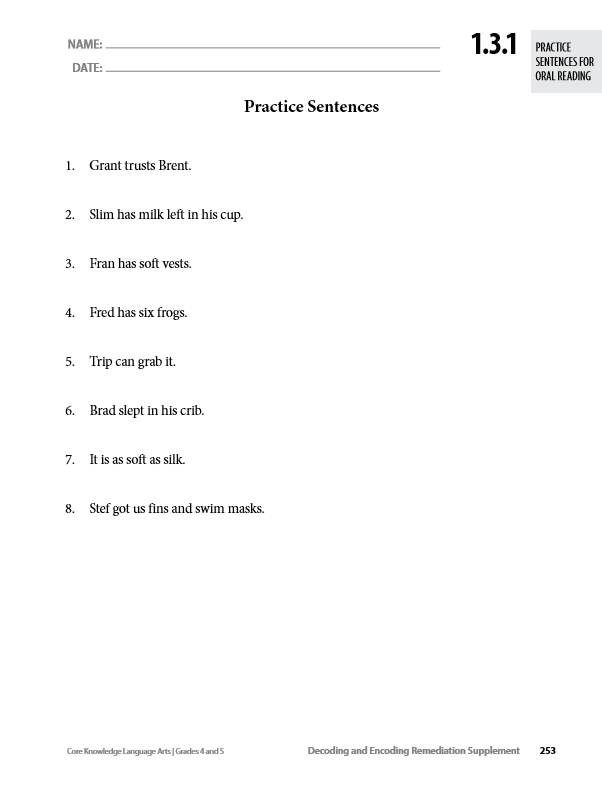 NAME:
1.3.1
PRACTICE
SENTENCES FOR
ORAL READING
DATE:
Practice Sentences
1. Grant trusts Brent.
2. Slim has milk left in his cup.
3. Fran has soft vests.
4. Fred has six frogs.
5. Trip can grab it.
6. Brad slept in his crib.
7. It is as soft as silk.
8. Stef got us fins and swim masks.
Core Knowledge Language Arts | Grades 4 and 5 Decoding and Encoding Remediation Supplement 253